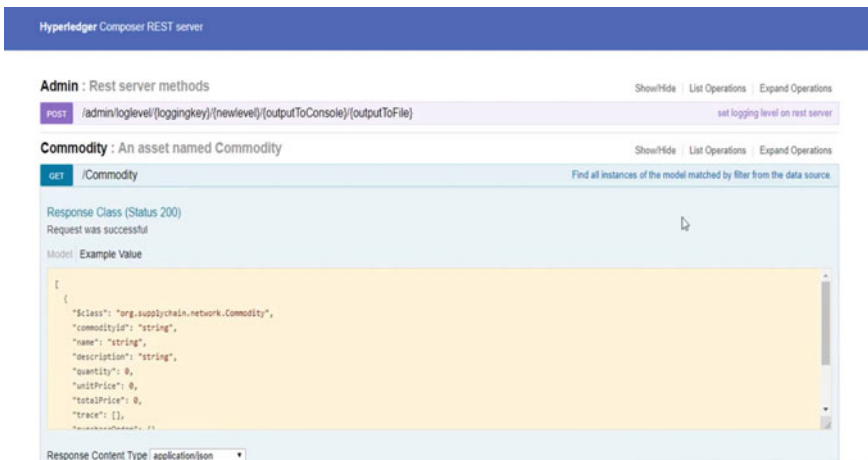 Hyperledger Composer REST server
Admin : Rest server methods Show/Hide List Operations Expand Operations
POST /admin/loglevel/{loggingkey}/{newlevel}/{outputToConsole}/{outputToFile} set logging level on rest server
Commodity : An asset named Commodity Show/Hide List Operations Expand Operations
GET /Commodity Find all instances of the model matched by filter from the data source.
Response Class (Status 200)
Request was successful
Model Example Value
[
{
"$class": "org.supplychain.network.Commodity",
"commodityid": "string",
"name": "string",
"description": "string",
"quantity": 0,
"unitPrice": 0,
"totalPrice": 0,
"trace": [],
Response Content Type application/json